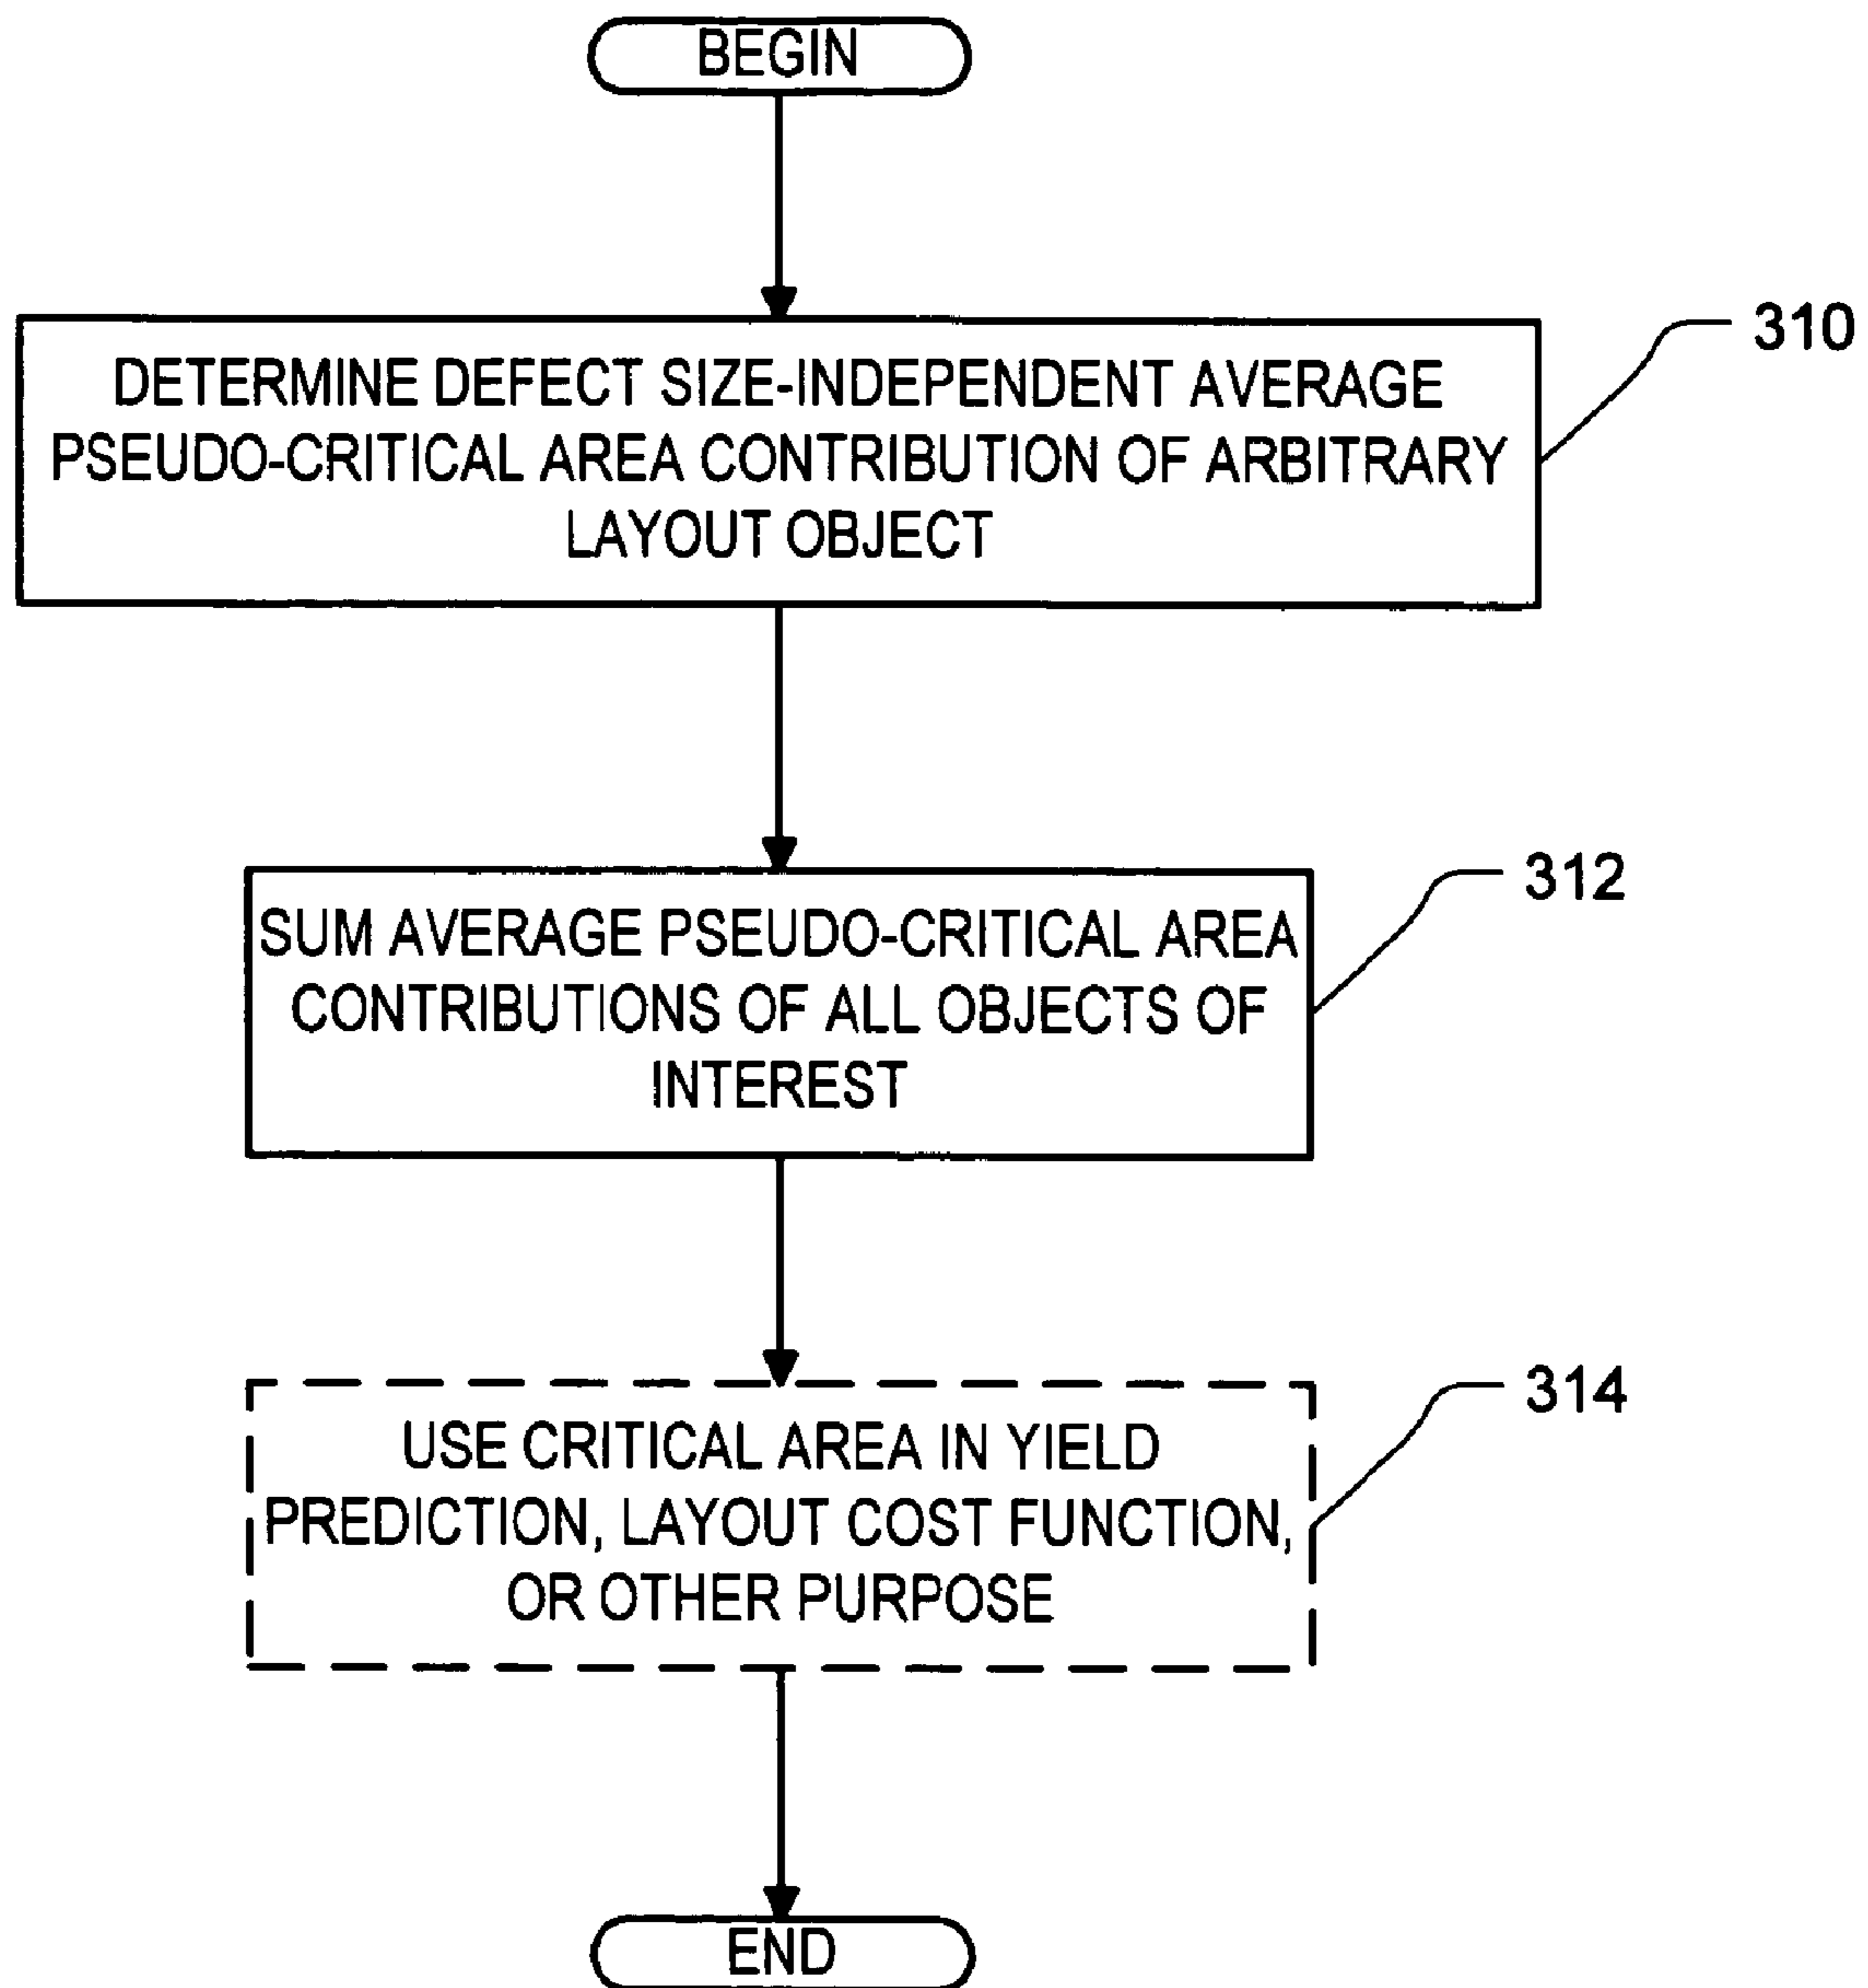 BEGIN
310
DETERMINE DEFECT SIZE-INDEPENDENT AVERAGE
PSEUDO-CRITICAL AREA CONTRIBUTION OF ARBITRARY
LAYOUT OBJECT
312
SUM AVERAGE PSEUDO-CRITICAL AREA
CONTRIBUTIONS OF ALL OBJECTS OF
INTEREST
314
USE CRITICAL AREA IN YIELD
PREDICTION, LAYOUT COST FUNCTION,
OR OTHER PURPOSE
END